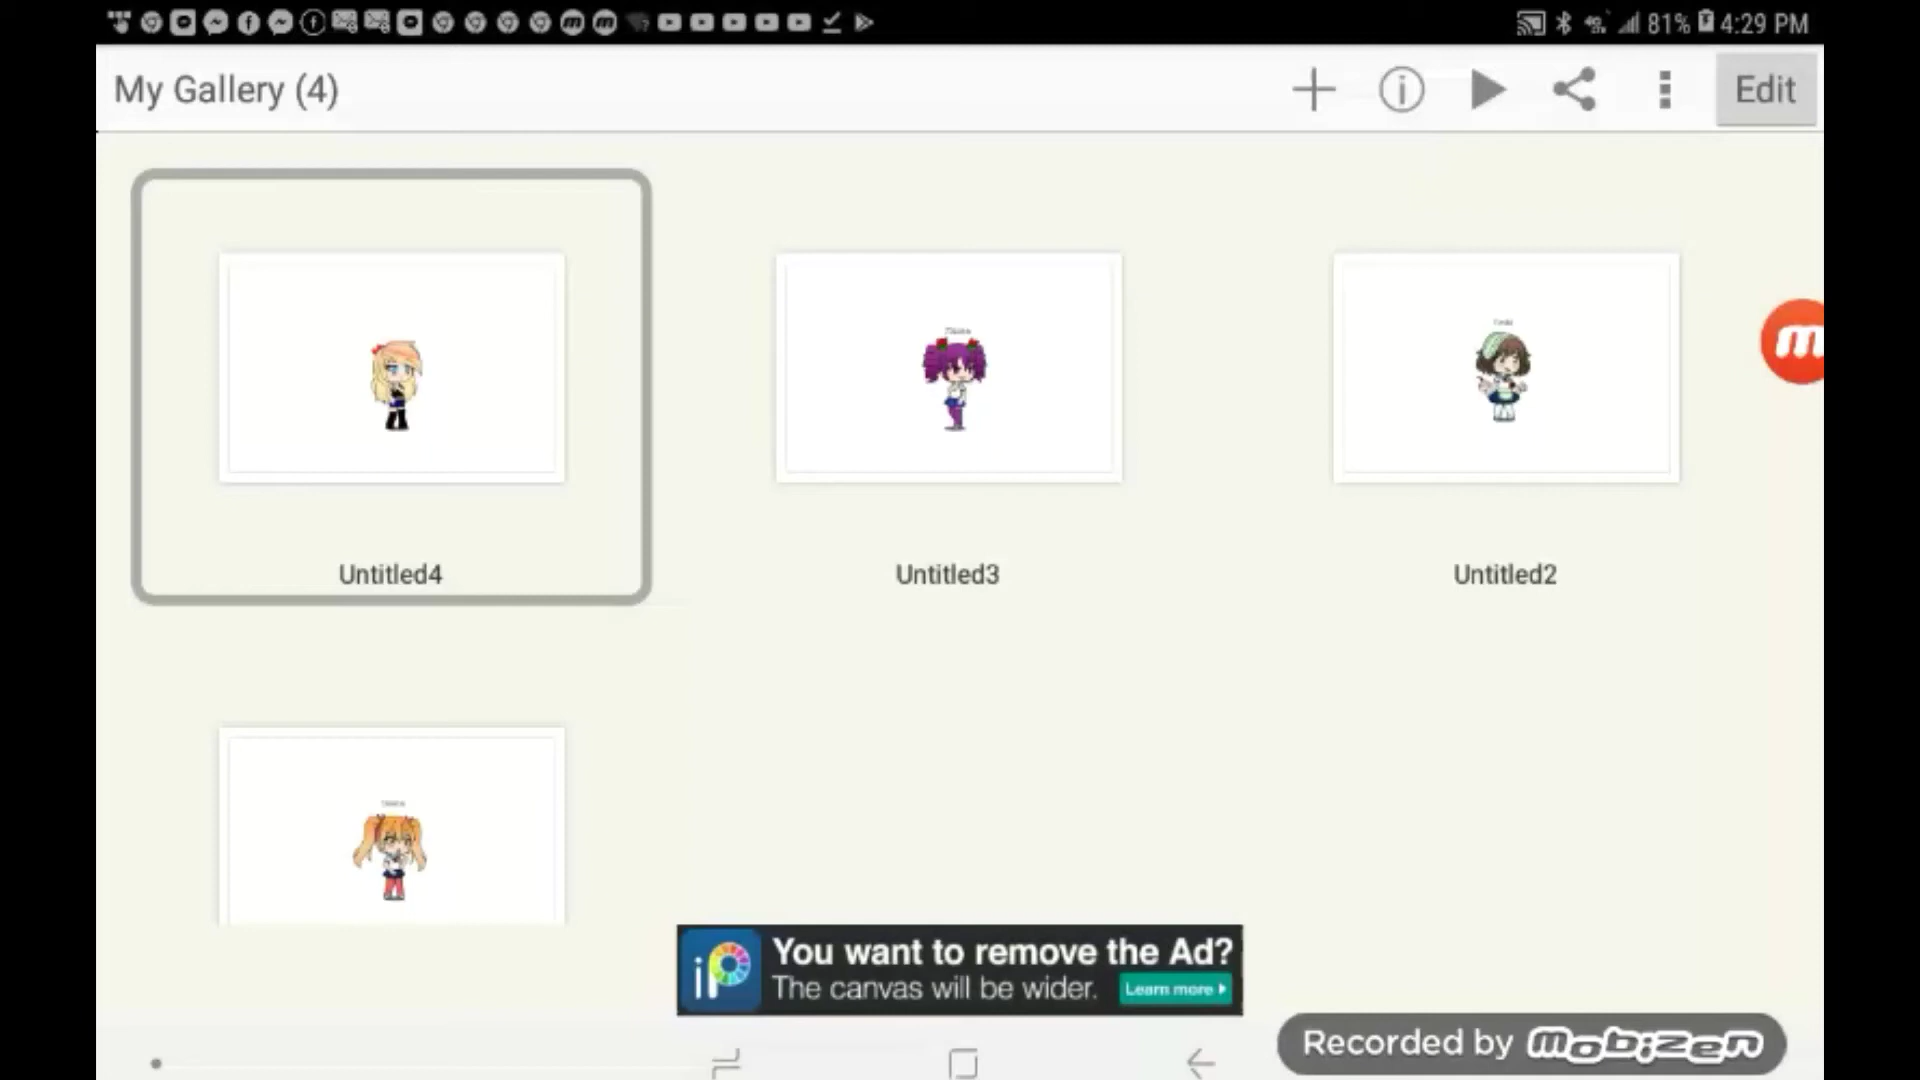 81% 4:29 PM
My Gallery (4)
Edit
Untitled4
Untitled3
Untitled2
You want to remove the Ad?
The canvas will be wider.
Learn more
Recorded by mobizen